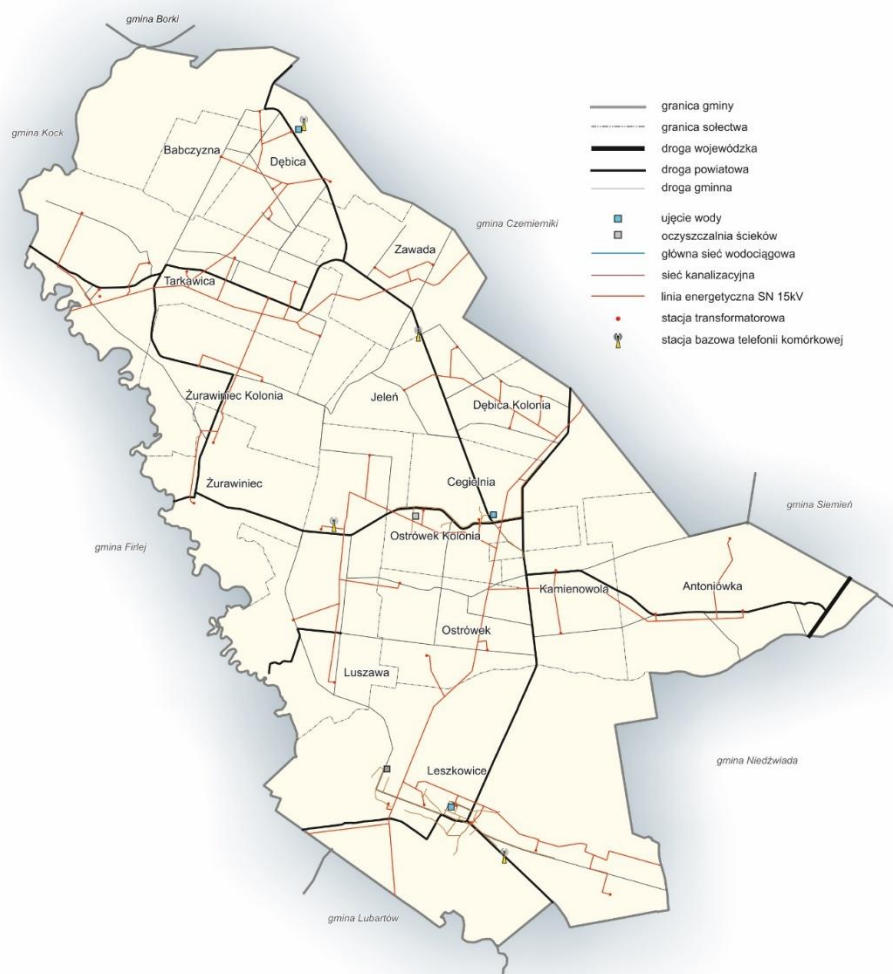 gmina Borki
gmina Kock
Babczyzna
Dębica
gmina Czemierniki
Zawada
Tarkawica
Żurawiniec Kolonia
Jeleń
Dębica Kolonia
Żurawiniec
Cegielnia
gmina Siemień
Ostrówek Kolonia
gmina Firlej
Kamienowola
Antoniówka
Ostrówek
Luszawa
gmina Niedźwiada
Leszkowice
gmina Lubartów
granica gminy
granica sołectwa
droga wojewódzka
droga powiatowa
droga gminna
ujęcie wody
oczyszczalnia ścieków
główna sieć wodociągowa
sieć kanalizacyjna
linia energetyczna SN 15kV
stacja transformatorowa
stacja bazowa telefonii komórkowej